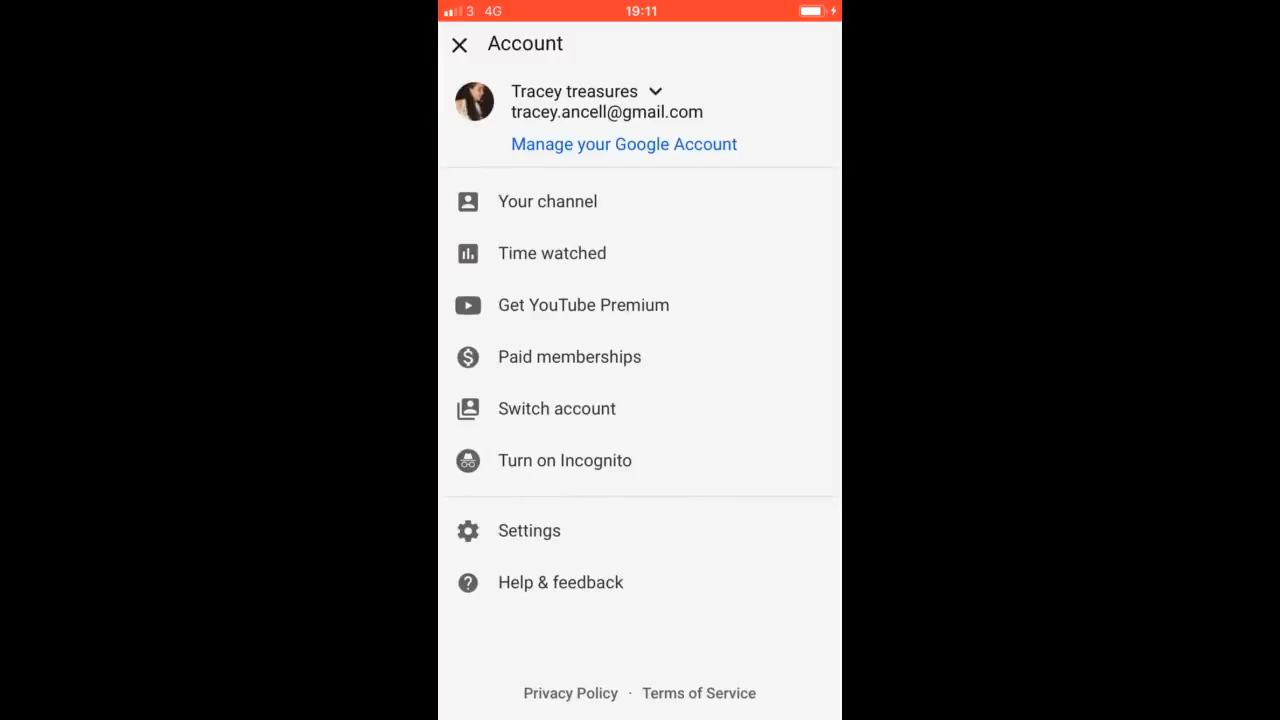 3 4G 19:11
Account
Tracey treasures
tracey.ancell@gmail.com
Manage your Google Account
Your channel
Time watched
Get YouTube Premium
$ Paid memberships
Switch account
Turn on Incognito
Settings
? Help & feedback
Privacy Policy · Terms of Service